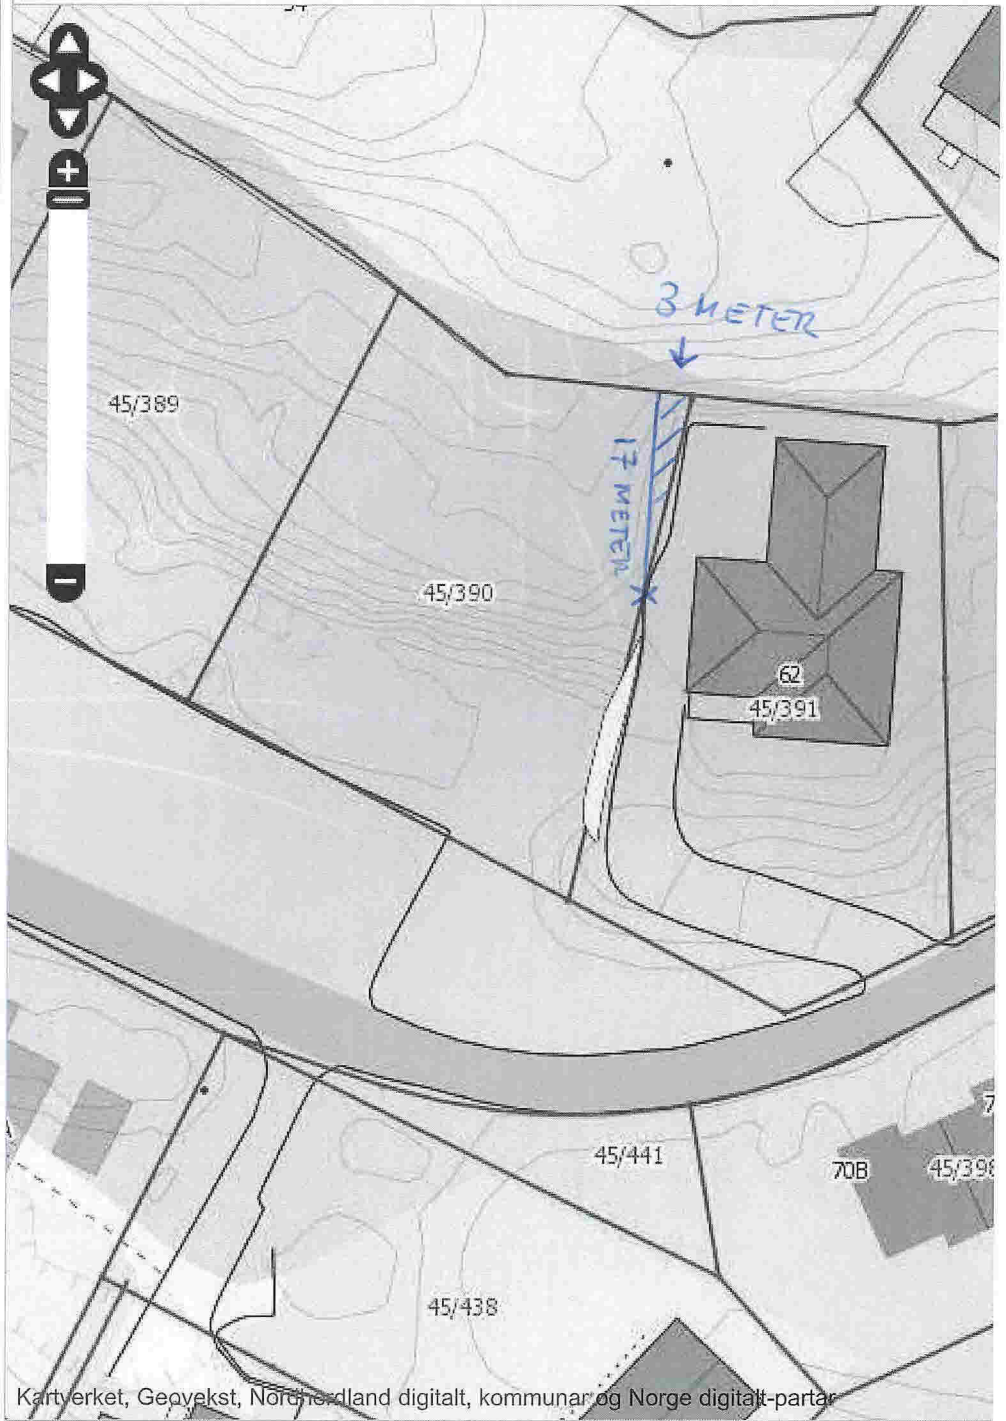 3 METER
45/389
17 METER
45/390
62
45/391
45/441
70B
45/398
45/438
Kartverket, Geovekst, Nordhordland digitalt, kommunar og Norge digitalt-partar